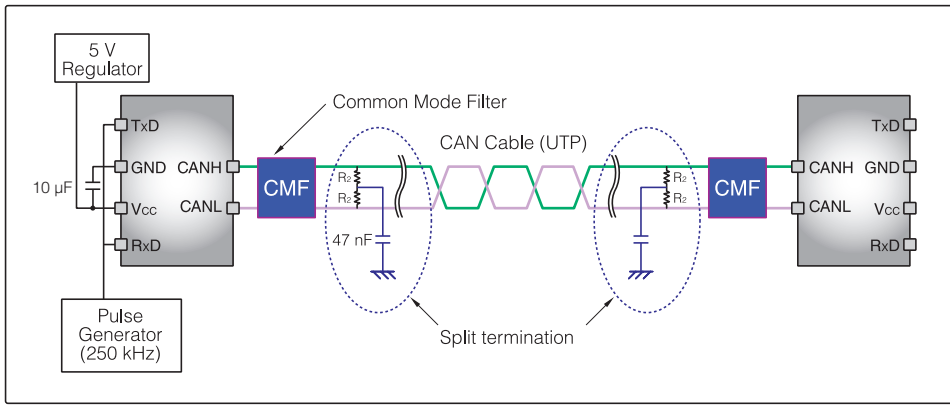 5 V
Regulator
TxD
GND
CANH
10 µF
Vcc
CANL
RxD
Pulse
Generator
(250 kHz)
Common Mode Filter
CMF
R2
R2
47 nF
CAN Cable (UTP)
Split termination
R2
R2
CMF
TxD
CANH
GND
CANL
Vcc
RxD